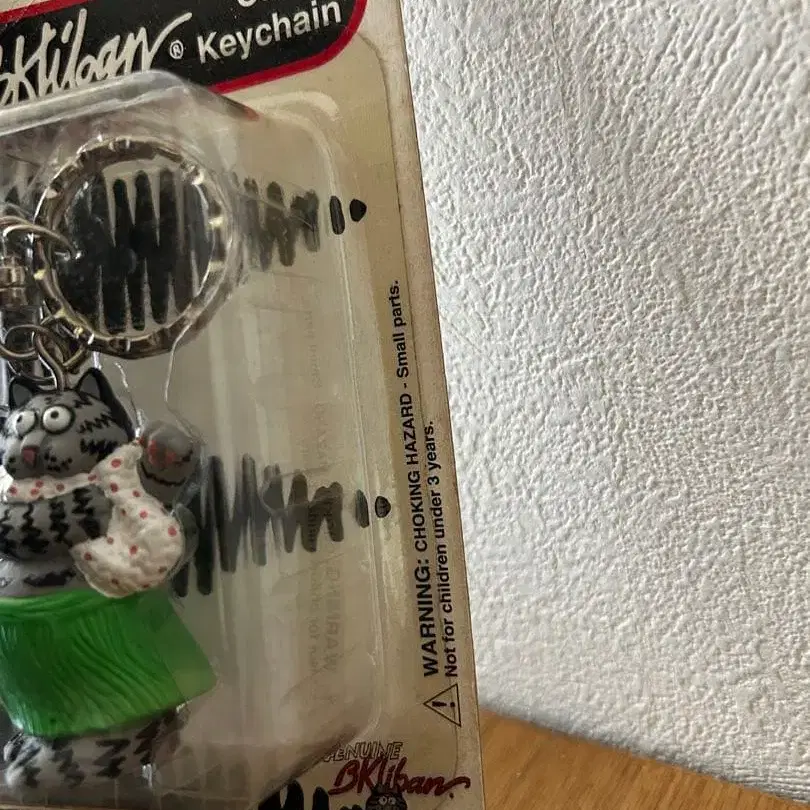 BKliban®
Keychain
WARNING: CHOKING HAZARD - Small parts.
Not for children under 3 years.
GENUINE
BKliban